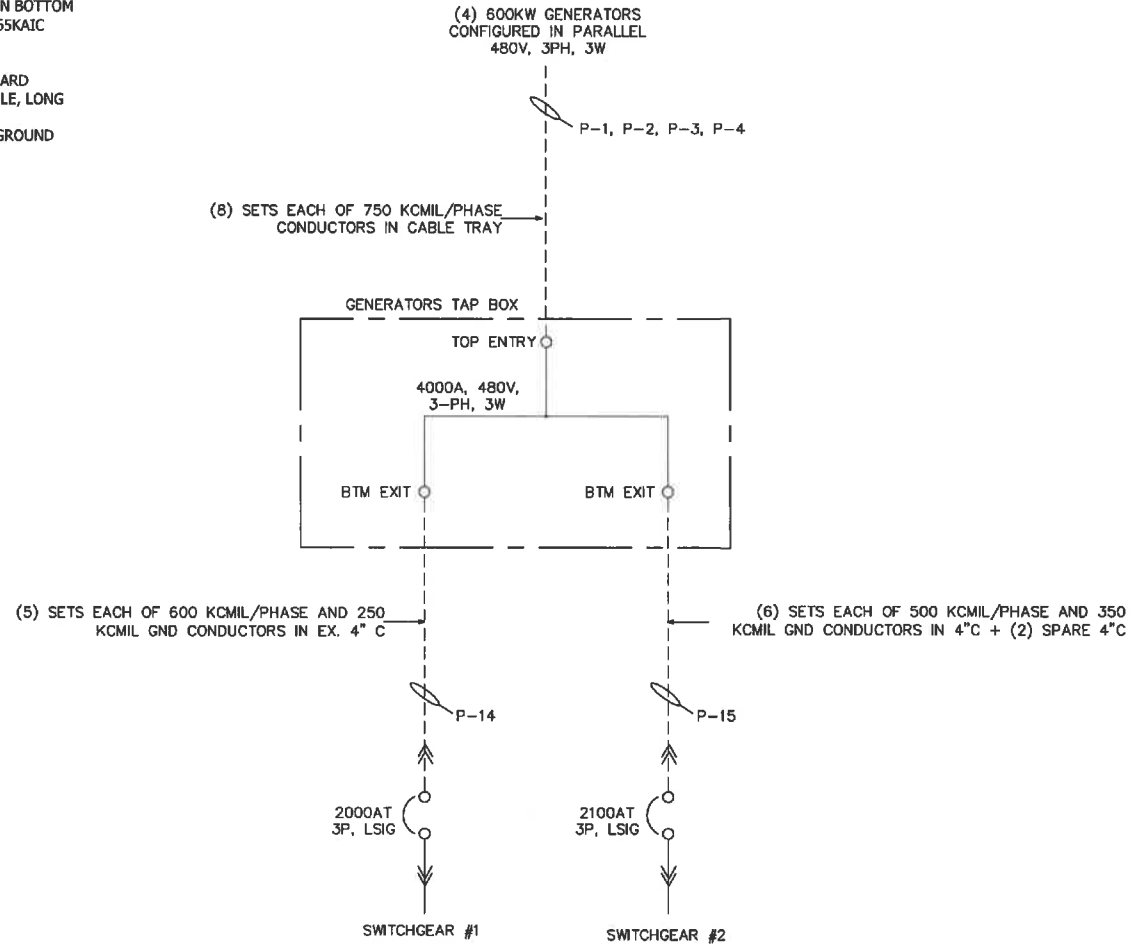 N BOTTOM
65KAIC
ARD
LE, LONG
GROUND
(4) 600KW GENERATORS
CONFIGURED IN PARALLEL
480V, 3PH, 3W
P-1, P-2, P-3, P-4
(8) SETS EACH OF 750 KCMIL/PHASE
CONDUCTORS IN CABLE TRAY
GENERATORS TAP BOX
TOP ENTRY
4000A, 480V,
3-PH, 3W
BTM EXIT
BTM EXIT
(5) SETS EACH OF 600 KCMIL/PHASE AND 250
KCMIL GND CONDUCTORS IN EX. 4" C
(6) SETS EACH OF 500 KCMIL/PHASE AND 350
KCMIL GND CONDUCTORS IN 4"C + (2) SPARE 4"C
P-14
P-15
2000AT
3P, LSIG
2100AT
3P, LSIG
SWITCHGEAR #1
SWITCHGEAR #2